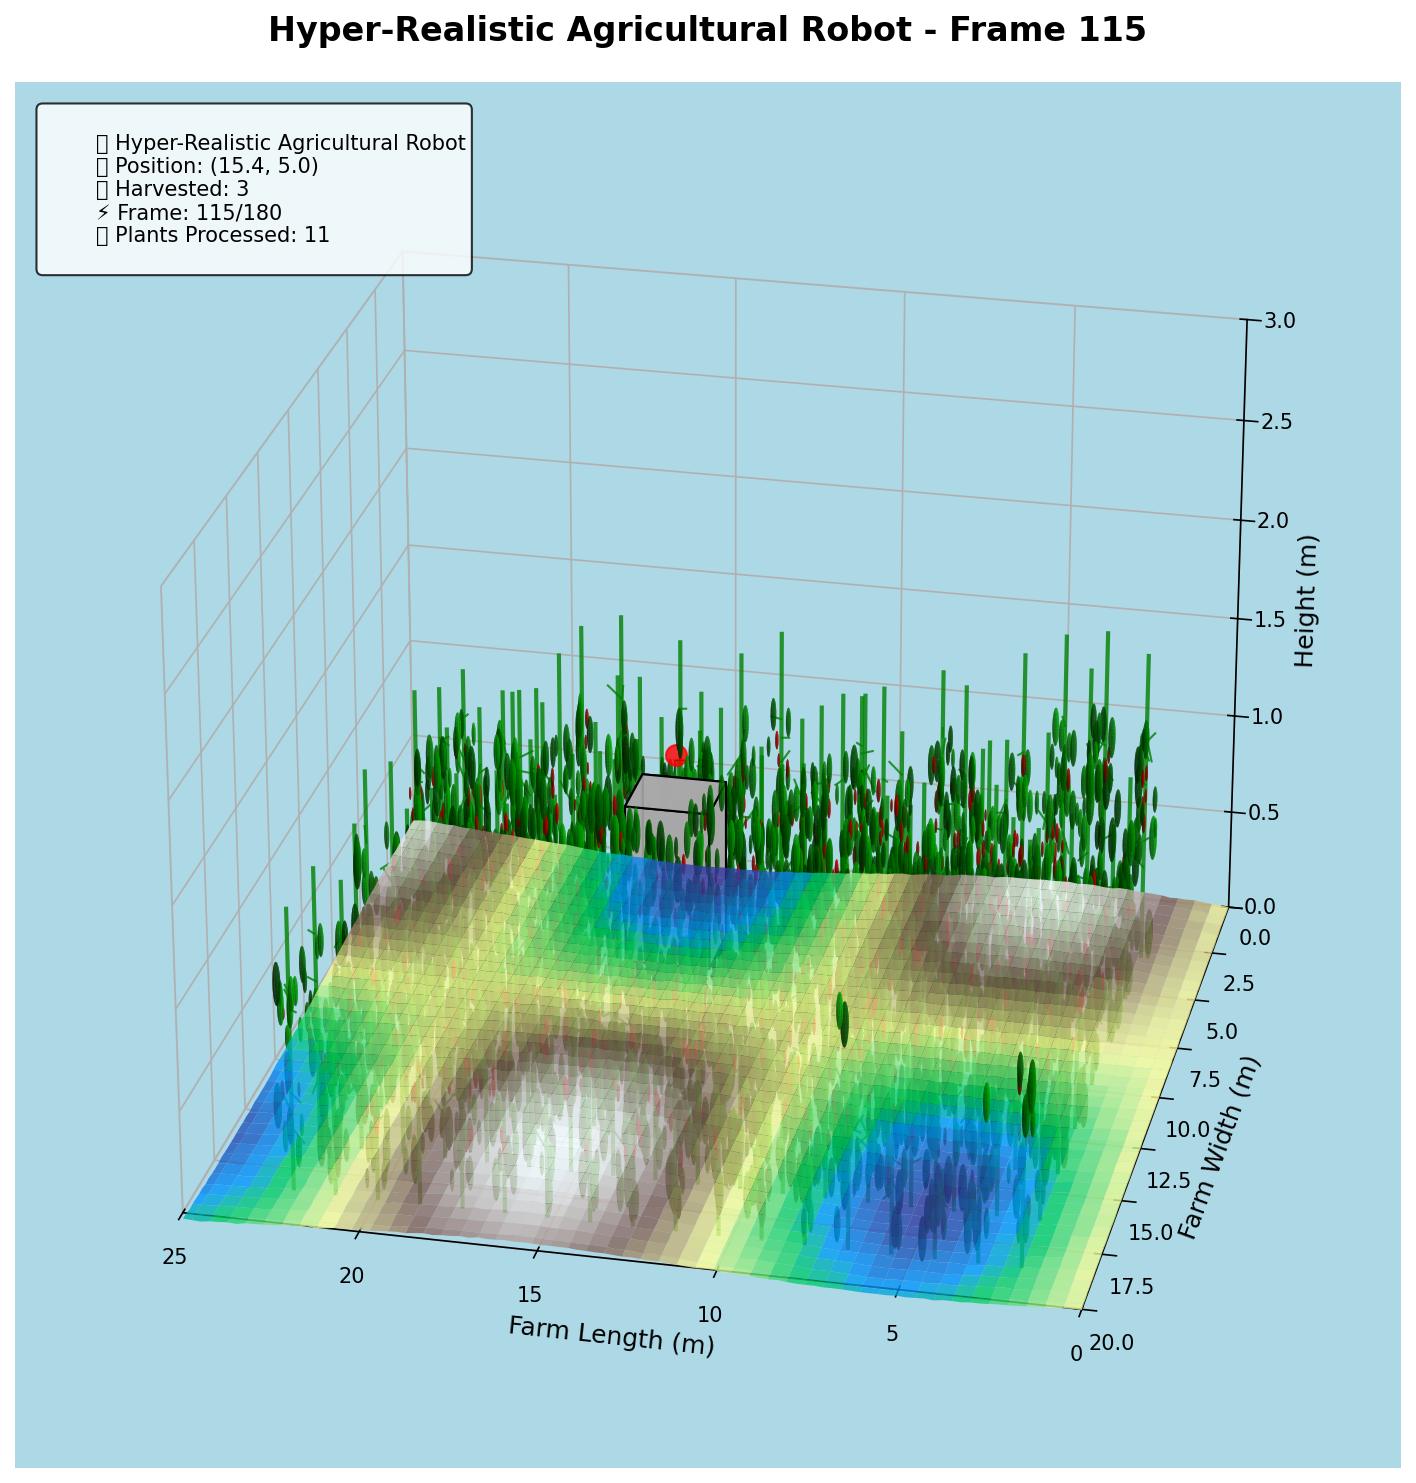 Hyper-Realistic Agricultural Robot - Frame 115
Hyper-Realistic Agricultural Robot
Position: (15.4, 5.0)
Harvested: 3
⚡ Frame: 115/180
Plants Processed: 11
3.0
2.5
2.0
1.5
1.0
0.5
0.0
Height (m)
0.0
2.5
5.0
7.5
10.0
12.5
15.0
17.5
20.0
Farm Width (m)
25
20
15
10
5
0
Farm Length (m)